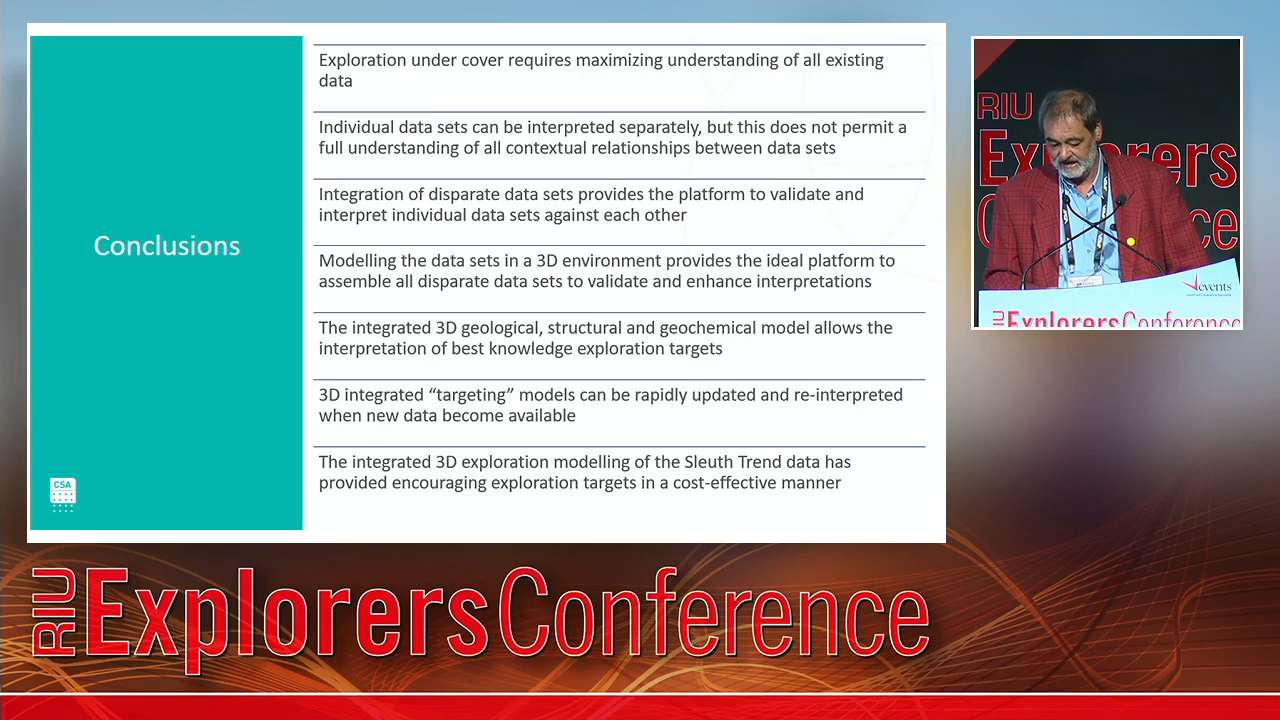 Conclusions
CSA
Exploration under cover requires maximizing understanding of all existing
data
Individual data sets can be interpreted separately, but this does not permit a
full understanding of all contextual relationships between data sets
Integration of disparate data sets provides the platform to validate and
interpret individual data sets against each other
Modelling the data sets in a 3D environment provides the ideal platform to
assemble all disparate data sets to validate and enhance interpretations
The integrated 3D geological, structural and geochemical model allows the
interpretation of best knowledge exploration targets
3D integrated “targeting” models can be rapidly updated and re-interpreted
when new data become available
The integrated 3D exploration modelling of the Sleuth Trend data has
provided encouraging exploration targets in a cost-effective manner
RIU
Explorers
Conference
events
RIU ExplorersConference
RIU ExplorersConference